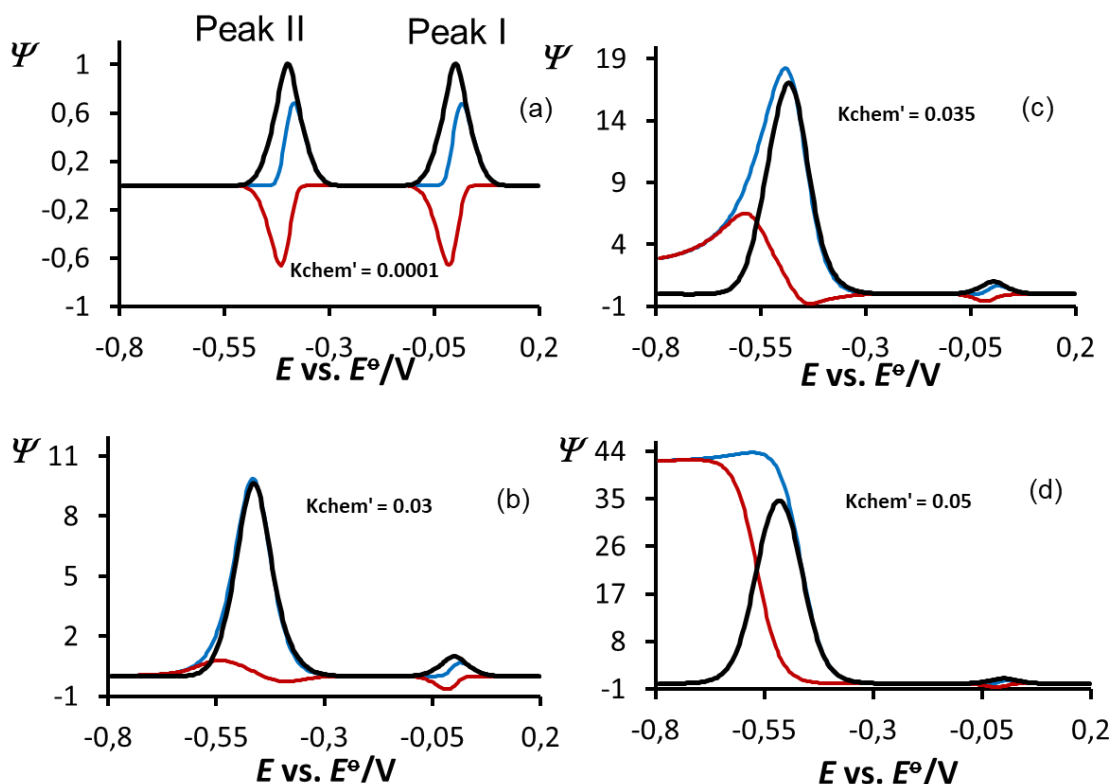 Peak II
Peak I
Ψ
1
0,6
0,2
-0,2
-0,6
-1
(a)
Kchem' = 0.0001
-0,8
-0,55
-0,3
-0,05
0,2
E vs. E⦵/V
Ψ
19
14
9
4
-1
(c)
Kchem' = 0.035
-0,8
-0,55
-0,3
-0,05
0,2
E vs. E⦵/V
Ψ
11
8
5
2
-1
(b)
Kchem' = 0.03
-0,8
-0,55
-0,3
-0,05
0,2
E vs. E⦵/V
Ψ
44
35
26
17
8
-1
(d)
Kchem' = 0.05
-0,8
-0,55
-0,3
-0,05
0,2
E vs. E⦵/V